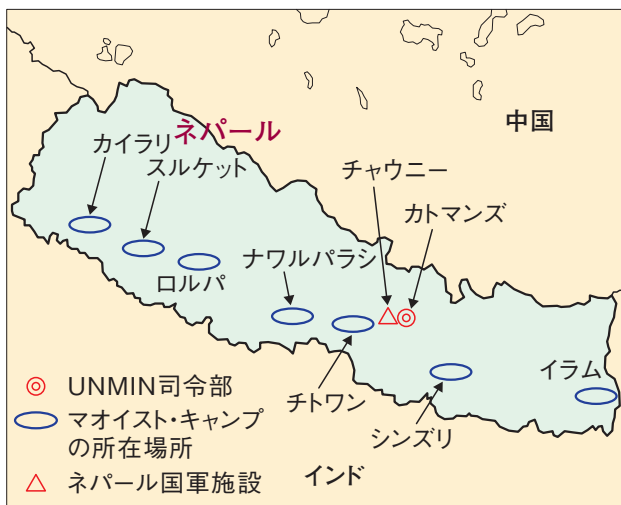 中国
ネパール
カイラリ
スルケット
チャウニー
カトマンズ
ナワルパラシ
ロルパ
イラム
チトワン
シンズリ
インド
UNMIN司令部
マオイスト・キャンプ
の所在場所
ネパール国軍施設